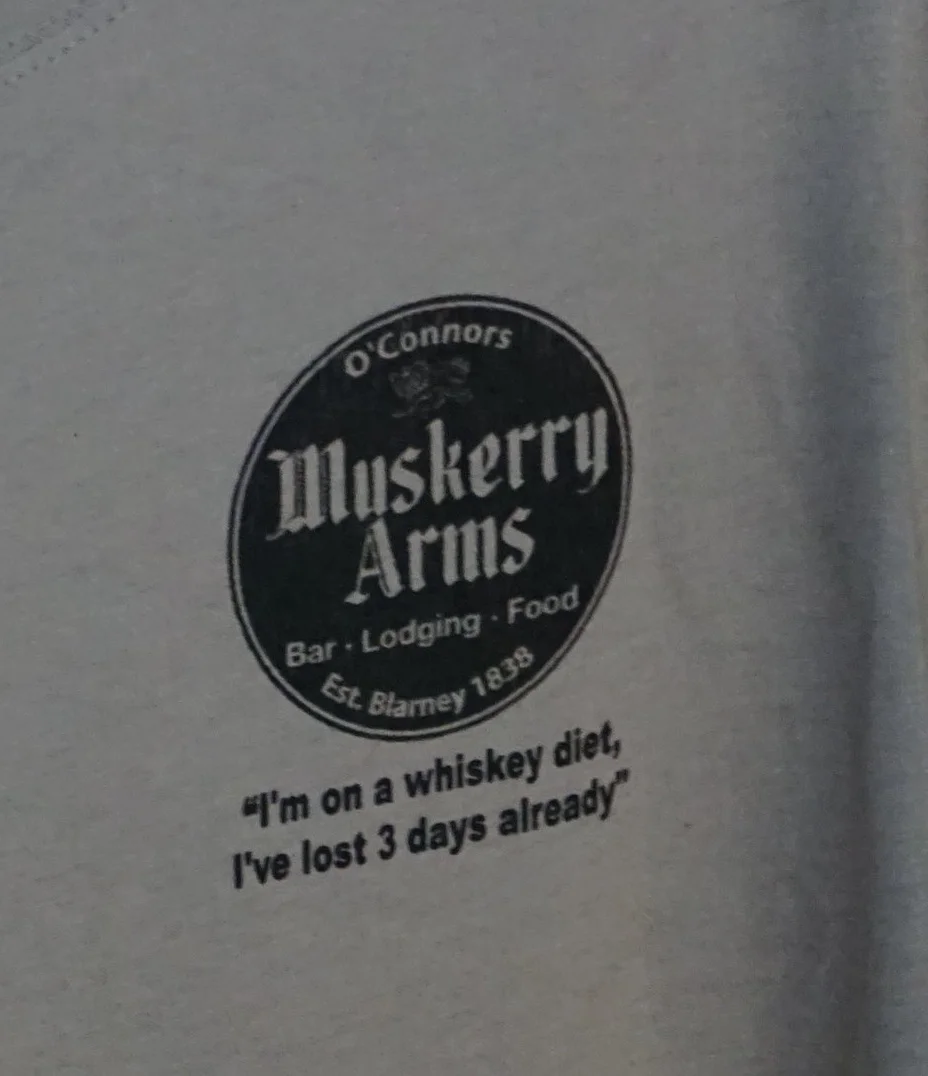 O'Connors
Muskerry
Arms
Bar · Lodging · Food
Est. Blarney 1838
“I'm on a whiskey diet,
I've lost 3 days already”